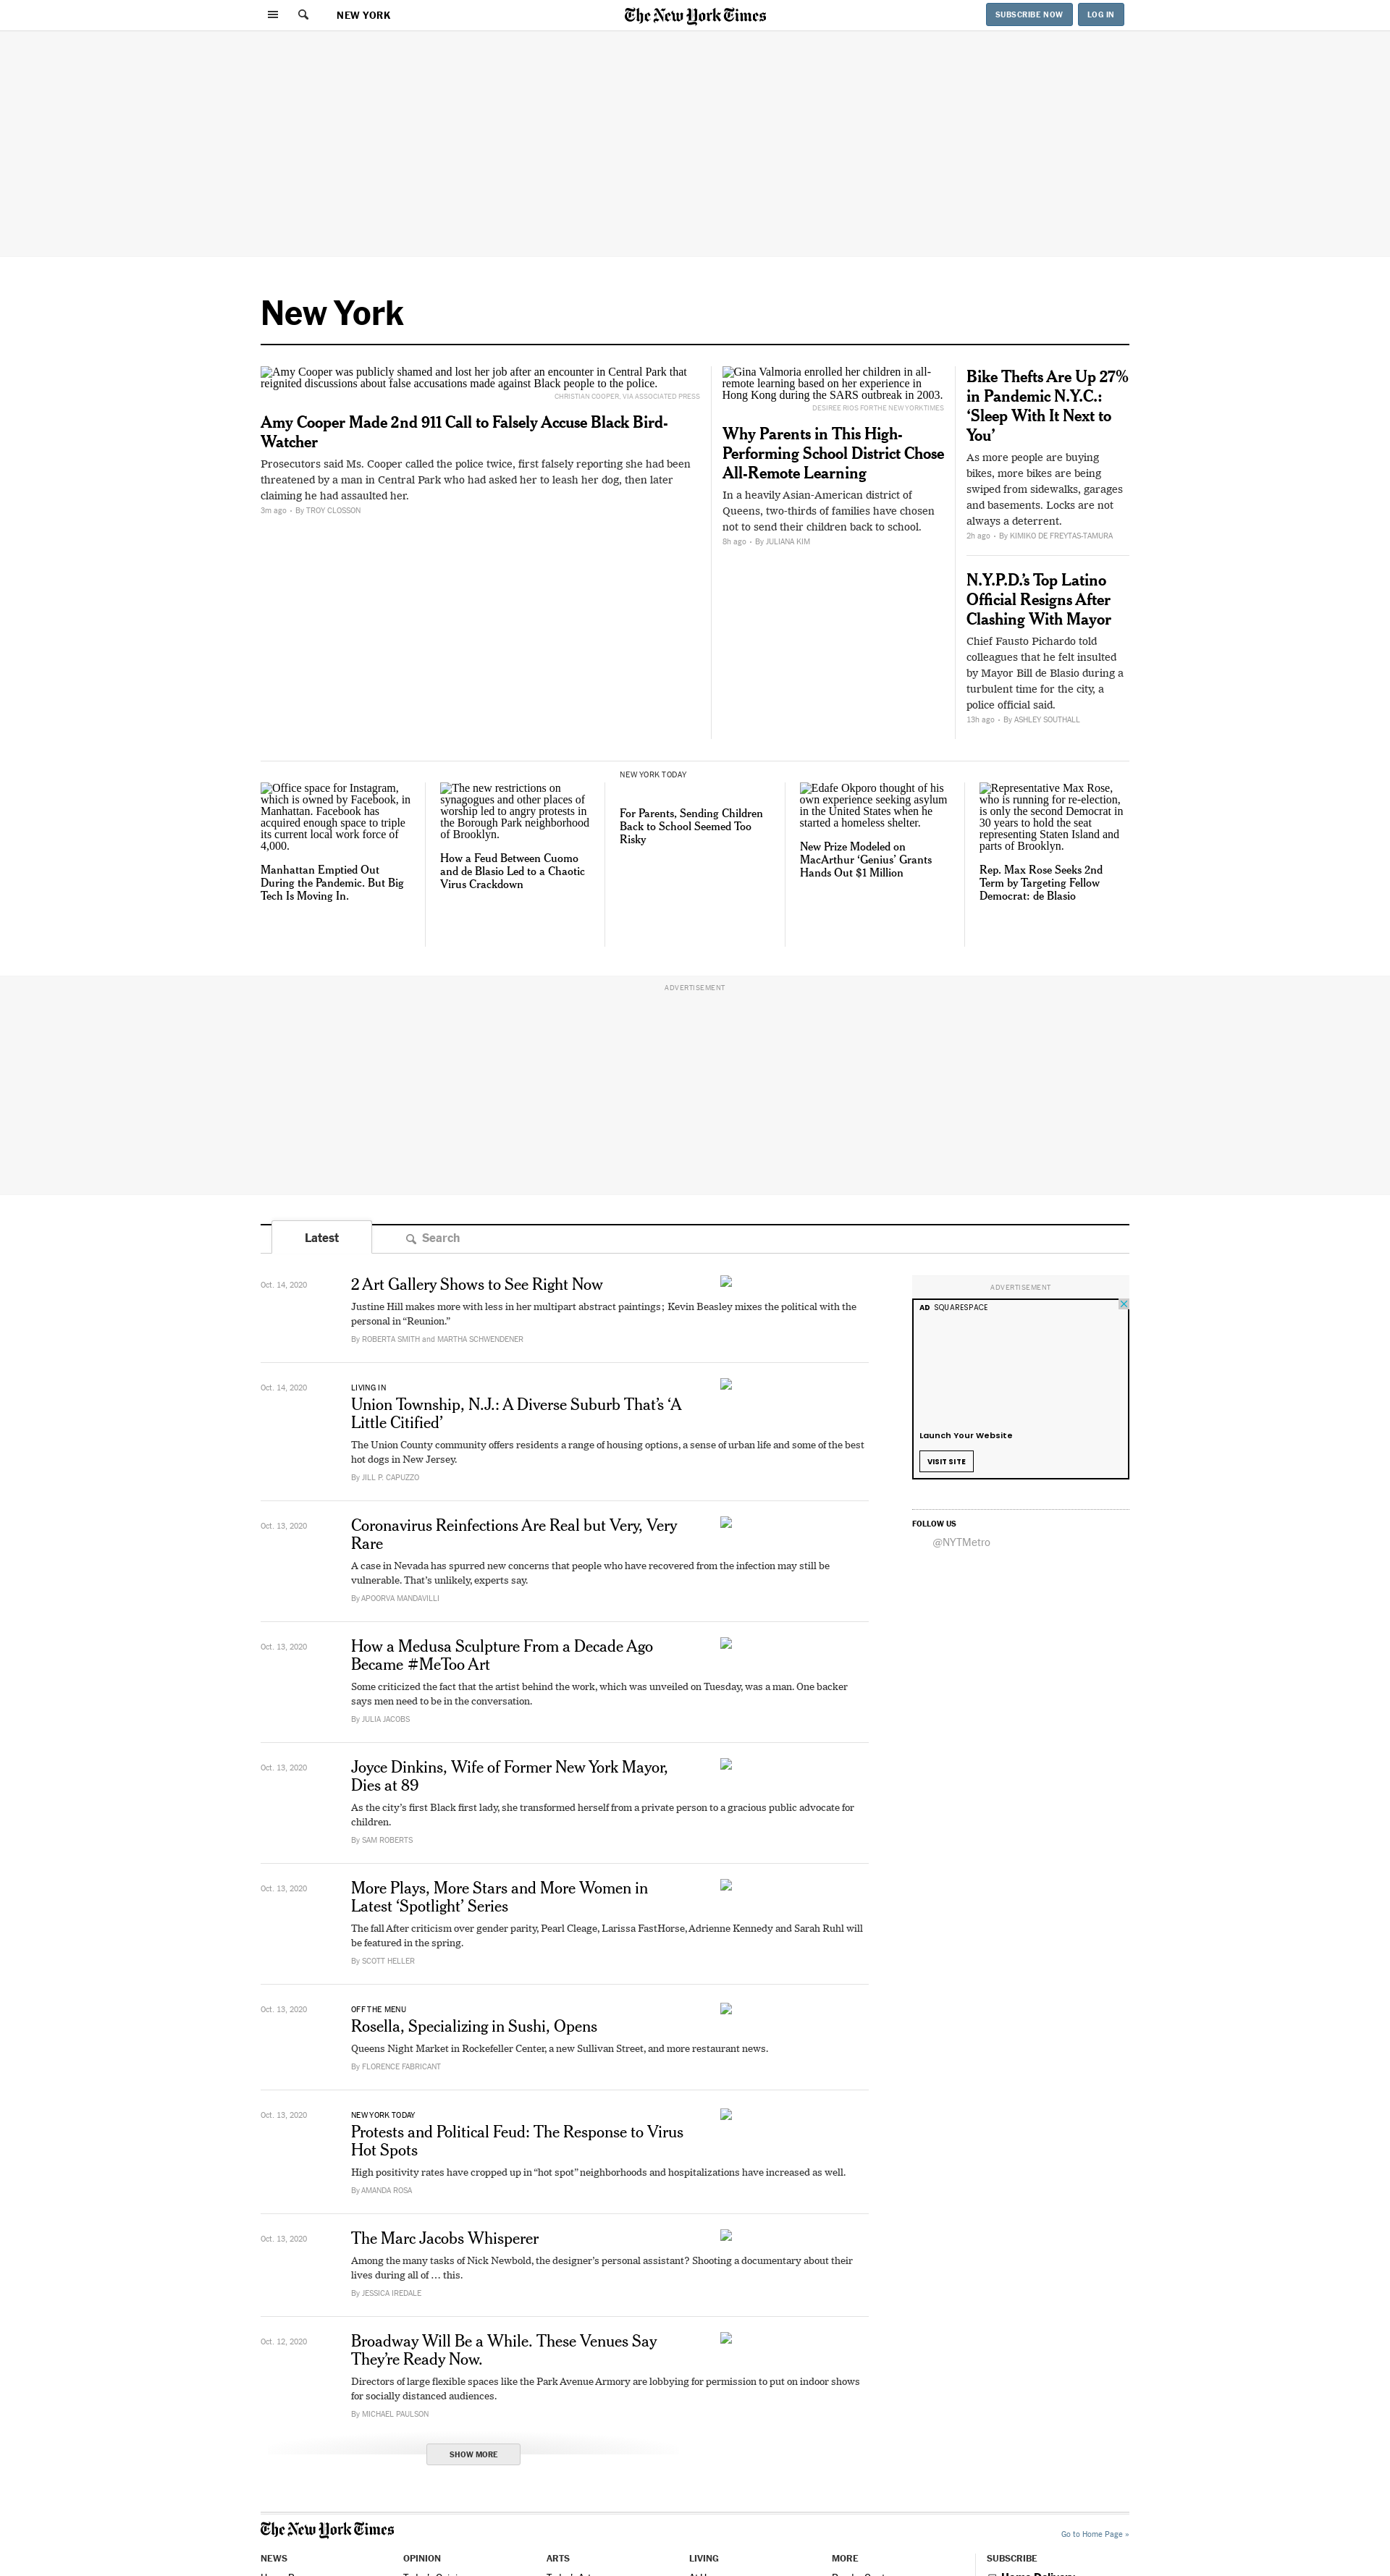 NEW YORK
The New York Times
SUBSCRIBE NOW
LOG IN
New York
Amy Cooper was publicly shamed and lost her job after an encounter in Central Park that
reignited discussions about false accusations made against Black people to the police.
CHRISTIAN COOPER, VIA ASSOCIATED PRESS
Amy Cooper Made 2nd 911 Call to Falsely Accuse Black Bird-
Watcher
Prosecutors said Ms. Cooper called the police twice, first falsely reporting she had been
threatened by a man in Central Park who had asked her to leash her dog, then later
claiming he had assaulted her.
3m ago • By TROY CLOSSON
Gina Valmoria enrolled her children in all-
remote learning based on her experience in
Hong Kong during the SARS outbreak in 2003.
DESIREE RIOS FOR THE NEW YORK TIMES
Why Parents in This High-
Performing School District Chose
All-Remote Learning
In a heavily Asian-American district of
Queens, two-thirds of families have chosen
not to send their children back to school.
8h ago • By JULIANA KIM
Bike Thefts Are Up 27%
in Pandemic N.Y.C.:
‘Sleep With It Next to
You’
As more people are buying
bikes, more bikes are being
swiped from sidewalks, garages
and basements. Locks are not
always a deterrent.
2h ago • By KIMIKO DE FREYTAS-TAMURA
N.Y.P.D.’s Top Latino
Official Resigns After
Clashing With Mayor
Chief Fausto Pichardo told
colleagues that he felt insulted
by Mayor Bill de Blasio during a
turbulent time for the city, a
police official said.
13h ago • By ASHLEY SOUTHALL
Office space for Instagram,
which is owned by Facebook, in
Manhattan. Facebook has
acquired enough space to triple
its current local work force of
4,000.
Manhattan Emptied Out
During the Pandemic. But Big
Tech Is Moving In.
The new restrictions on
synagogues and other places of
worship led to angry protests in
the Borough Park neighborhood
of Brooklyn.
How a Feud Between Cuomo
and de Blasio Led to a Chaotic
Virus Crackdown
NEW YORK TODAY
For Parents, Sending Children
Back to School Seemed Too
Risky
Edafe Okporo thought of his
own experience seeking asylum
in the United States when he
started a homeless shelter.
New Prize Modeled on
MacArthur ‘Genius’ Grants
Hands Out $1 Million
Representative Max Rose,
who is running for re-election,
is only the second Democrat in
30 years to hold the seat
representing Staten Island and
parts of Brooklyn.
Rep. Max Rose Seeks 2nd
Term by Targeting Fellow
Democrat: de Blasio
ADVERTISEMENT
Latest
Search
Oct. 14, 2020
2 Art Gallery Shows to See Right Now
Justine Hill makes more with less in her multipart abstract paintings; Kevin Beasley mixes the political with the
personal in “Reunion.”
By ROBERTA SMITH and MARTHA SCHWENDENER
Oct. 14, 2020
LIVING IN
Union Township, N.J.: A Diverse Suburb That’s ‘A
Little Citified’
The Union County community offers residents a range of housing options, a sense of urban life and some of the best
hot dogs in New Jersey.
By JILL P. CAPUZZO
Oct. 13, 2020
Coronavirus Reinfections Are Real but Very, Very
Rare
A case in Nevada has spurred new concerns that people who have recovered from the infection may still be
vulnerable. That’s unlikely, experts say.
By APOORVA MANDAVILLI
Oct. 13, 2020
How a Medusa Sculpture From a Decade Ago
Became #MeToo Art
Some criticized the fact that the artist behind the work, which was unveiled on Tuesday, was a man. One backer
says men need to be in the conversation.
By JULIA JACOBS
Oct. 13, 2020
Joyce Dinkins, Wife of Former New York Mayor,
Dies at 89
As the city’s first Black first lady, she transformed herself from a private person to a gracious public advocate for
children.
By SAM ROBERTS
Oct. 13, 2020
More Plays, More Stars and More Women in
Latest ‘Spotlight’ Series
The fall After criticism over gender parity, Pearl Cleage, Larissa FastHorse, Adrienne Kennedy and Sarah Ruhl will
be featured in the spring.
By SCOTT HELLER
Oct. 13, 2020
OFF THE MENU
Rosella, Specializing in Sushi, Opens
Queens Night Market in Rockefeller Center, a new Sullivan Street, and more restaurant news.
By FLORENCE FABRICANT
Oct. 13, 2020
NEW YORK TODAY
Protests and Political Feud: The Response to Virus
Hot Spots
High positivity rates have cropped up in “hot spot” neighborhoods and hospitalizations have increased as well.
By AMANDA ROSA
Oct. 13, 2020
The Marc Jacobs Whisperer
Among the many tasks of Nick Newbold, the designer’s personal assistant? Shooting a documentary about their
lives during all of … this.
By JESSICA IREDALE
Oct. 12, 2020
Broadway Will Be a While. These Venues Say
They’re Ready Now.
Directors of large flexible spaces like the Park Avenue Armory are lobbying for permission to put on indoor shows
for socially distanced audiences.
By MICHAEL PAULSON
SHOW MORE
ADVERTISEMENT
AD SQUARESPACE
Launch Your Website
VISIT SITE
FOLLOW US
@NYTMetro
The New York Times
Go to Home Page »
NEWS
OPINION
ARTS
LIVING
MORE
SUBSCRIBE